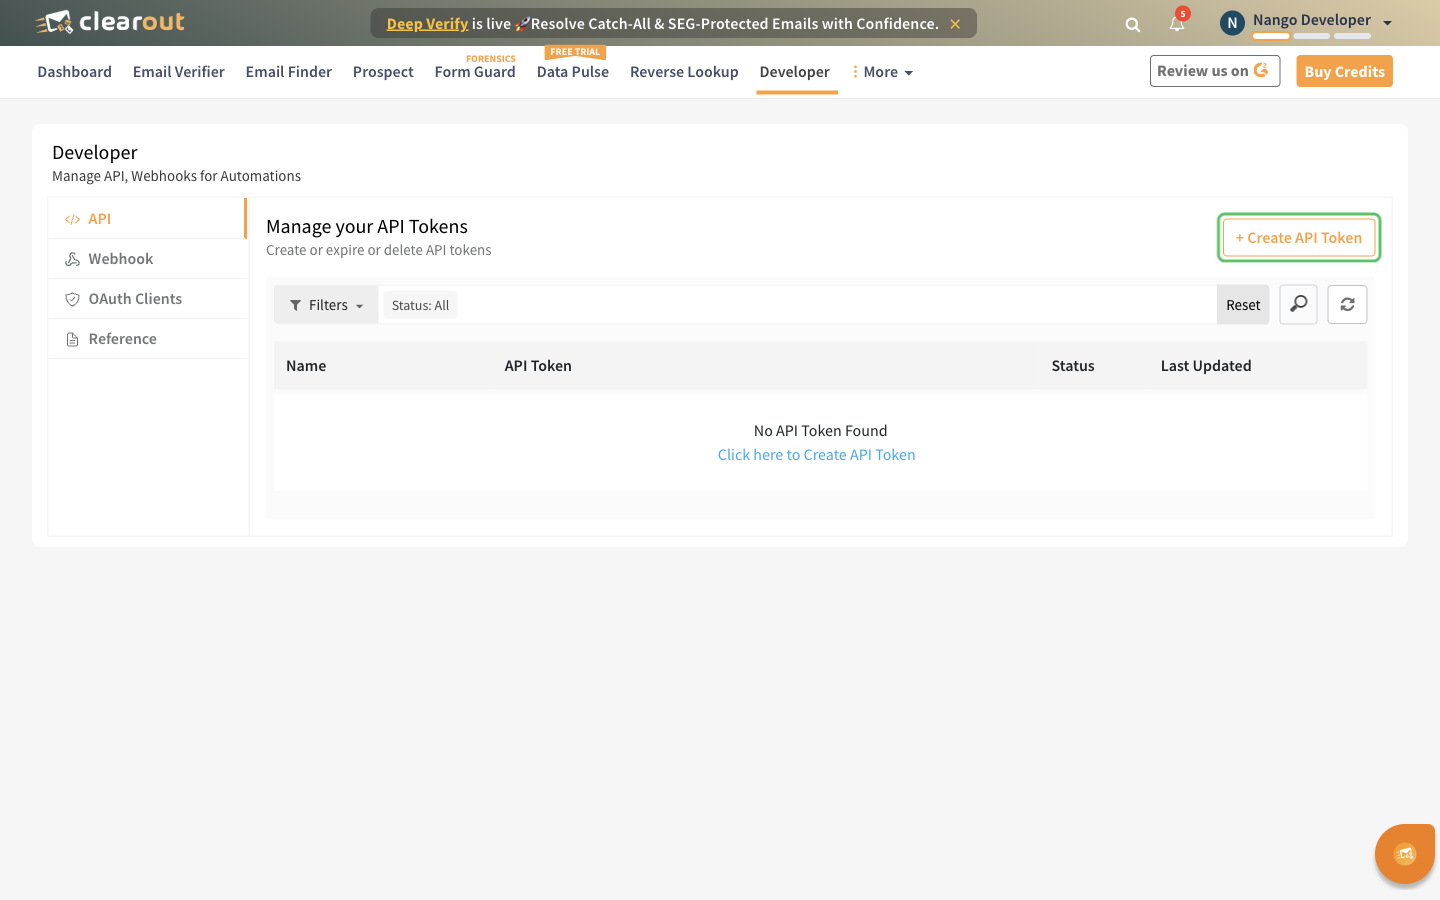 clearout
Deep Verify is live 🚀Resolve Catch-All & SEG-Protected Emails with Confidence. ×
5
N
Nango Developer
Dashboard
Email Verifier
Email Finder
Prospect
FORENSICS
Form Guard
FREE TRIAL
Data Pulse
Reverse Lookup
Developer
More
Review us on
Buy Credits
Developer
Manage API, Webhooks for Automations
</> API
Webhook
OAuth Clients
Reference
Manage your API Tokens
Create or expire or delete API tokens
+ Create API Token
Filters
Status: All
Reset
Name API Token Status Last Updated
No API Token Found
Click here to Create API Token